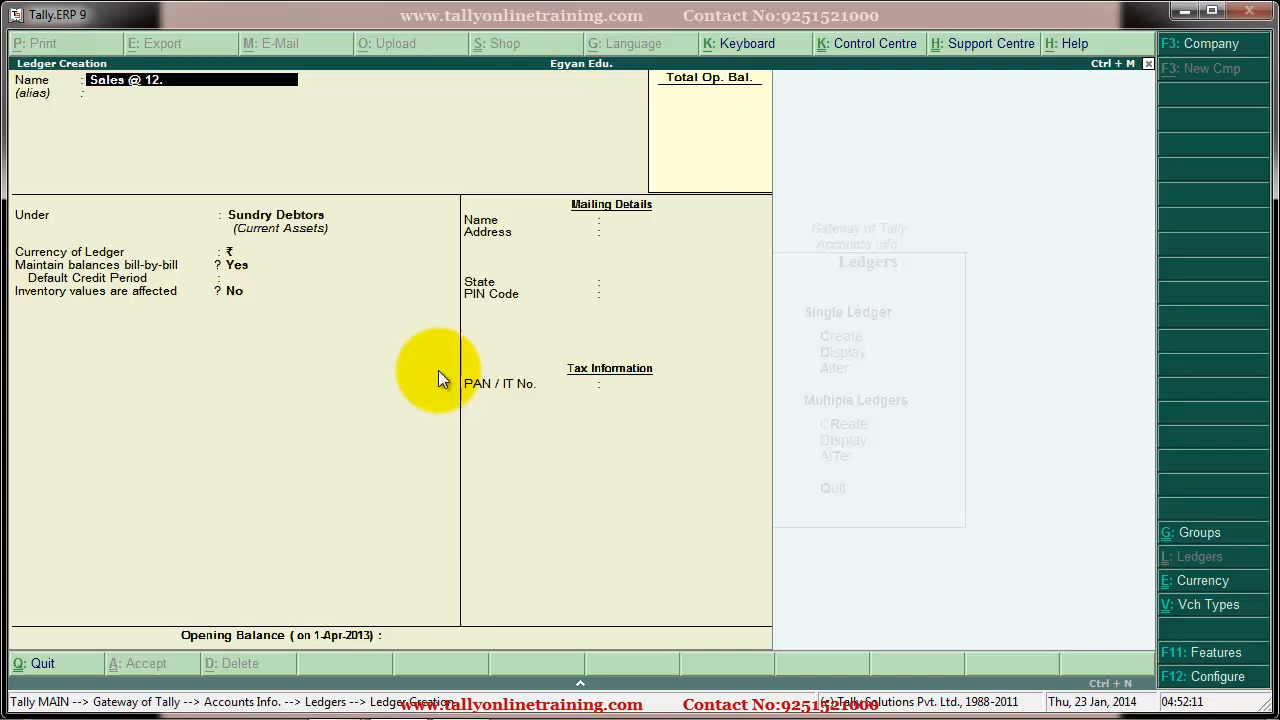 Tally.ERP 9
www.tallyonlinetraining.com Contact No:9251521000
P: Print E: Export M: E-Mail O: Upload S: Shop G: Language K: Keyboard K: Control Centre H: Support Centre H: Help
F3: Company
Ledger Creation Egyan Edu. Ctrl + M
F3: New Cmp
Name : Sales @ 12.
(alias) :
Total Op. Bal.
Under : Sundry Debtors
(Current Assets)
Currency of Ledger : ₹
Maintain balances bill-by-bill ? Yes
Default Credit Period :
Inventory values are affected ? No
Mailing Details
Name :
Address :
State :
PIN Code :
Tax Information
PAN / IT No. :
Gateway of Tally
Accounts Info.
Ledgers
Single Ledger
Create
Display
Alter
Multiple Ledgers
CReate
DIsplay
AlTer
Quit
G: Groups
L: Ledgers
E: Currency
V: Vch Types
F11: Features
F12: Configure
Opening Balance ( on 1-Apr-2013) :
Q: Quit A: Accept D: Delete
Ctrl + N
Tally MAIN --> Gateway of Tally --> Accounts Info. --> Ledgers --> Ledger Creation (c) Tally Solutions Pvt. Ltd., 1988-2011 Thu, 23 Jan, 2014 04:52:11
www.tallyonlinetraining.com Contact No:9251521000